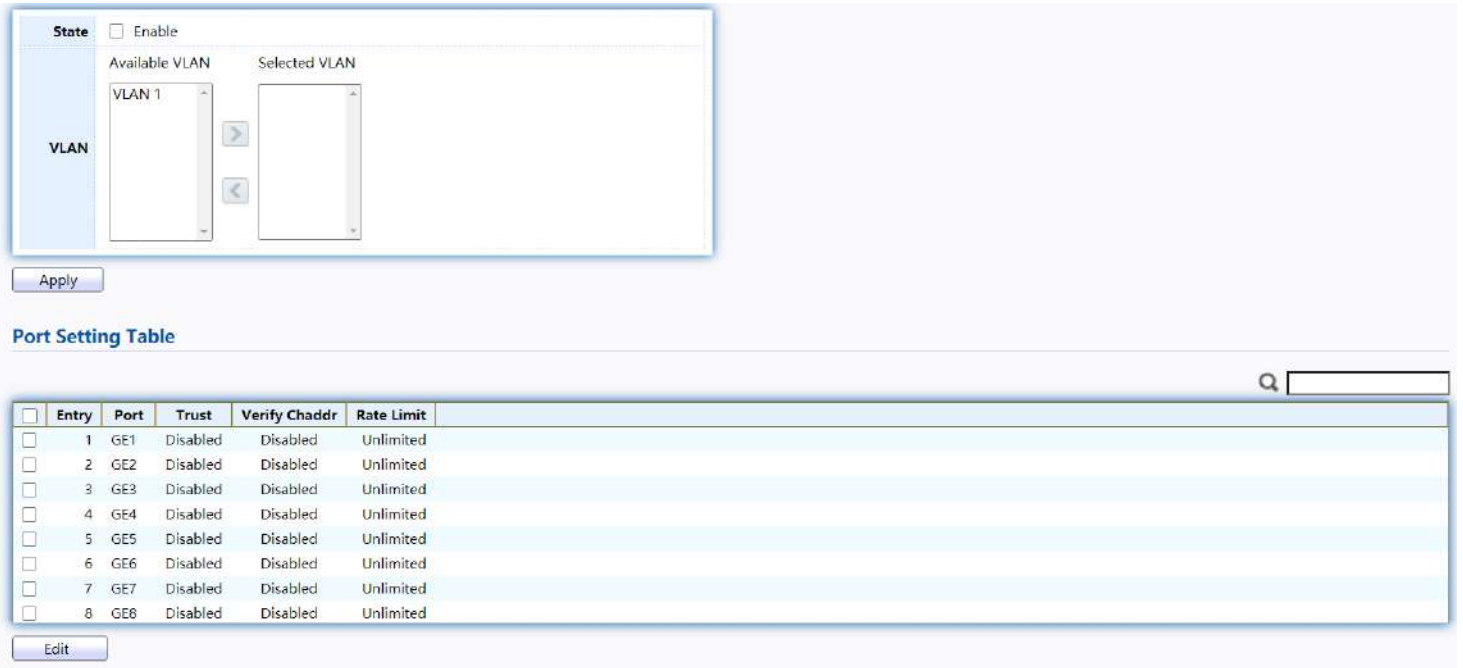 State Enable
Available VLAN Selected VLAN
VLAN 1
VLAN
Apply
Port Setting Table
Entry Port Trust Verify Chaddr Rate Limit
1 GE1 Disabled Disabled Unlimited
2 GE2 Disabled Disabled Unlimited
3 GE3 Disabled Disabled Unlimited
4 GE4 Disabled Disabled Unlimited
5 GE5 Disabled Disabled Unlimited
6 GE6 Disabled Disabled Unlimited
7 GE7 Disabled Disabled Unlimited
8 GE8 Disabled Disabled Unlimited
Edit